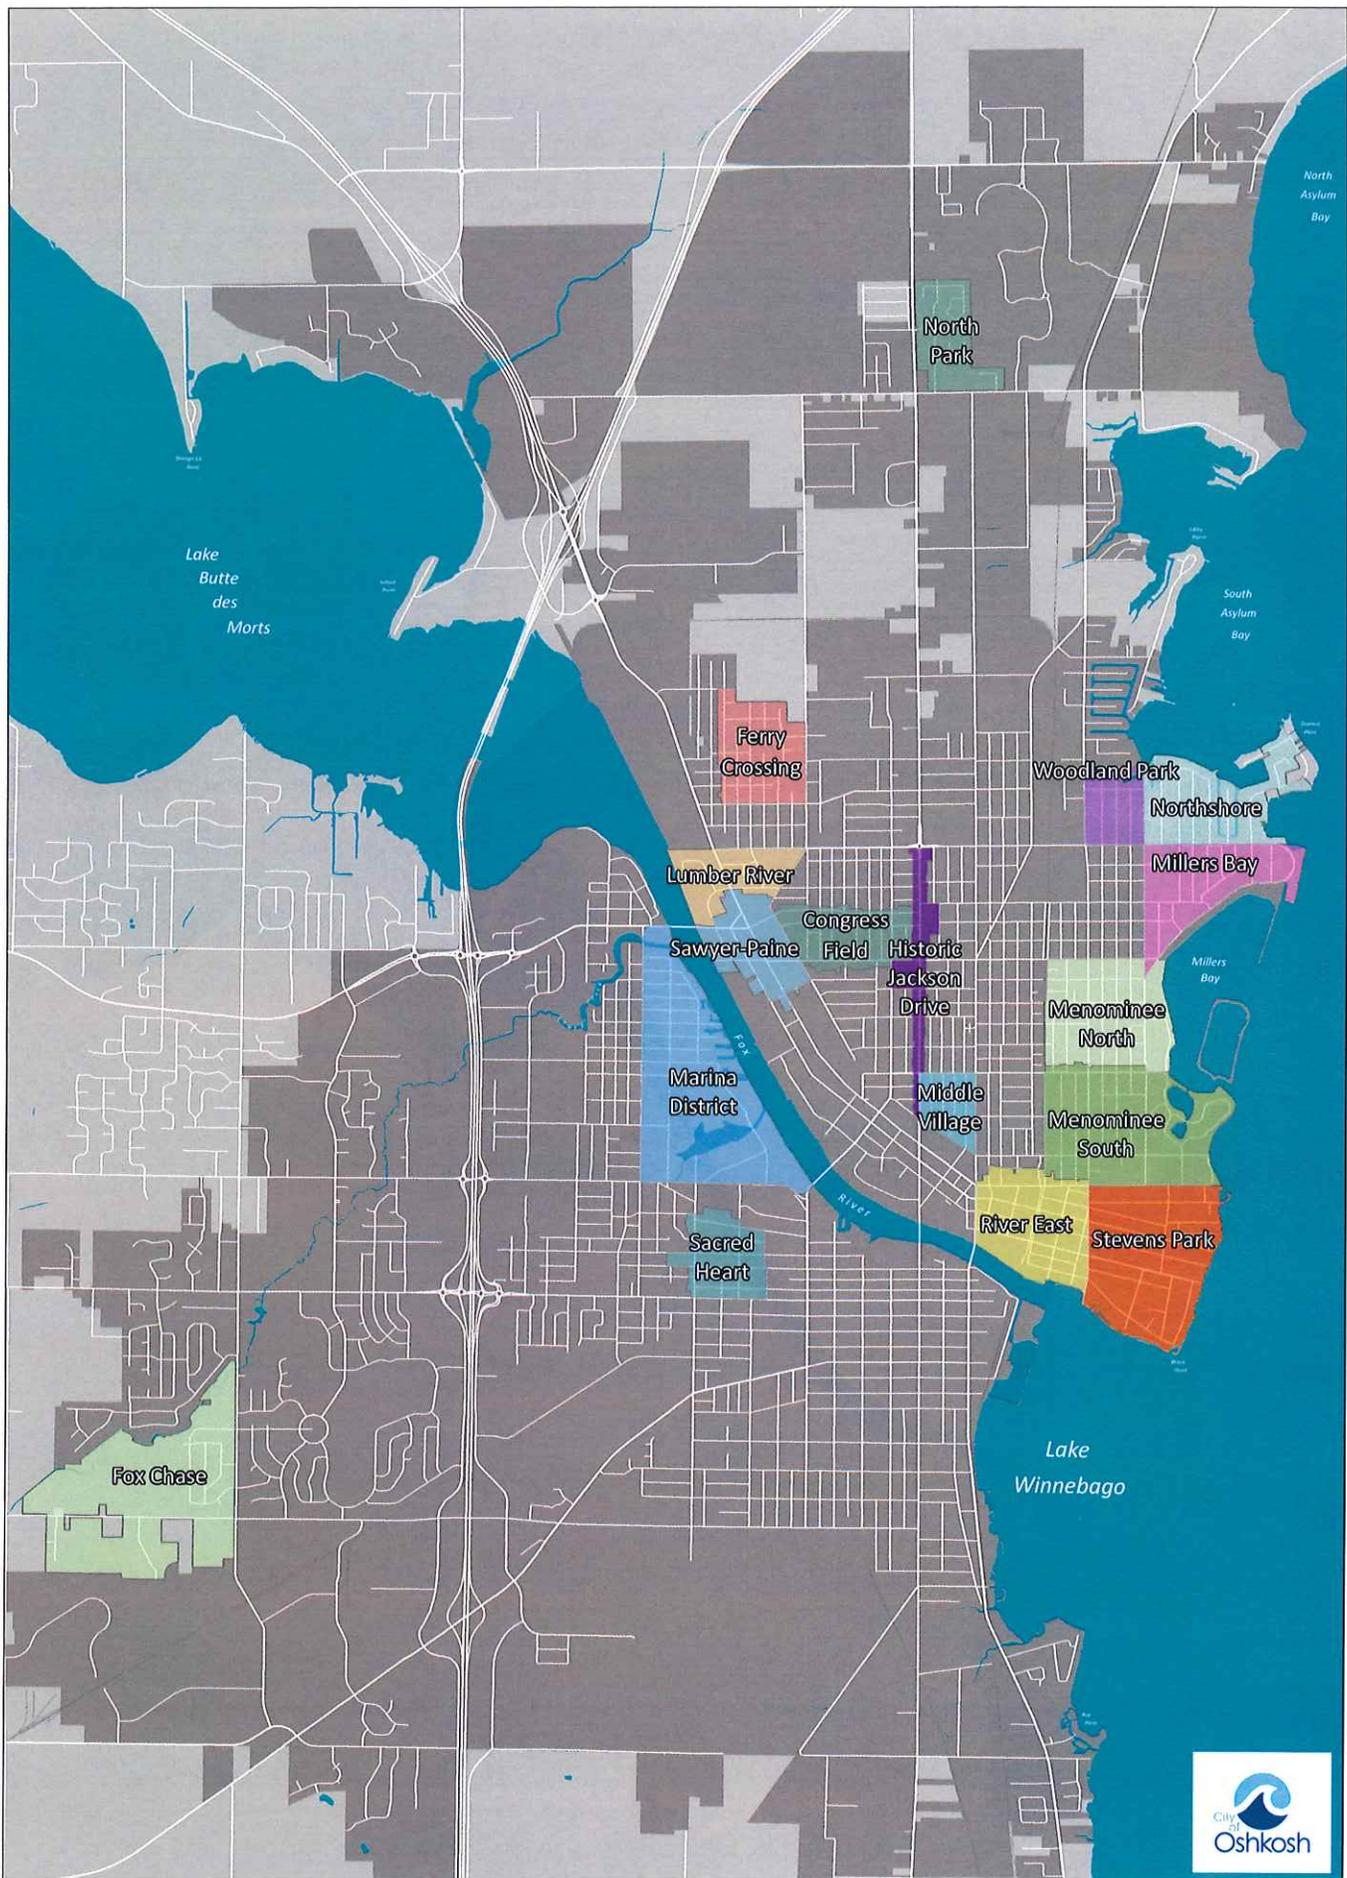 North
Asylum
Bay
North
Park
Lake
Butte
des
Morts
South
Asylum
Bay
Ferry
Crossing
Woodland Park
Northshore
Lumber River
Millers Bay
Sawyer-Paine
Congress
Field
Historic
Jackson
Drive
Millers
Bay
Menominee
North
Fox
Marina
District
Middle
Village
Menominee
South
River
River East
Stevens Park
Sacred
Heart
Fox Chase
Lake
Winnebago
City
of
Oshkosh